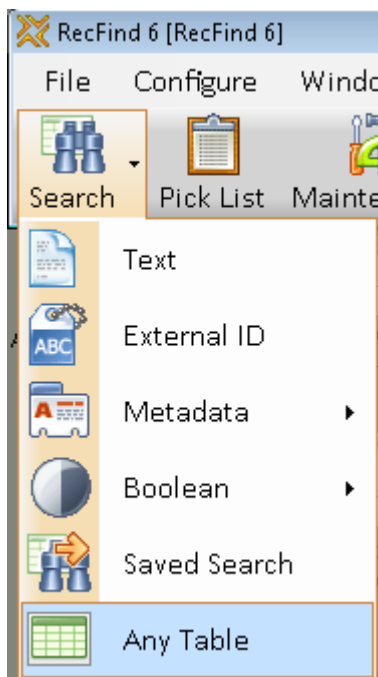 RecFind 6 [RecFind 6]
File Configure
Search Pick List
Text
ABC External ID
A Metadata
Boolean
Saved Search
Any Table